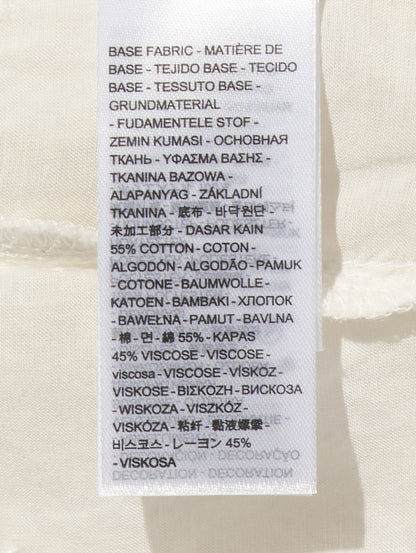 BASE FABRIC - MATIÈRE DE
BASE - TEJIDO BASE - TECIDO
BASE - TESSUTO BASE -
GRUNDMATERIAL
- FUDAMENTELE STOF -
ZEMIN KUMASI - ОСНОВНАЯ
ТКАНЬ - ΥΦΑΣΜΑ ΒΑΣΗΣ -
TKANINA BAZOWA -
ALAPANYAG - ZÁKLADNÍ
TKANINA - 底布 - 바닥원단 -
未加工部分 - DASAR KAIN
55% COTTON - COTON -
ALGODÓN - ALGODÃO - PAMUK
- COTONE - BAUMWOLLE -
KATOEN - BAMBAKI - ХЛОПОК
- BAWEŁNA - PAMUT - BAVLNA
- 棉 - 면 - 綿 55% - KAPAS
45% VISCOSE - VISCOSE -
viscosa - VISCOSE - VİSKOZ -
VISKOSE - ΒΙΣΚΟΖΗ - ВИСКОЗА
- WISKOZA - VISZKÓZ -
VISKÓZA - 粘纤 - 黏液嫘縈 -
비스코스 - レーヨン 45%
- VISKOSA
DECORATION - DECORATION